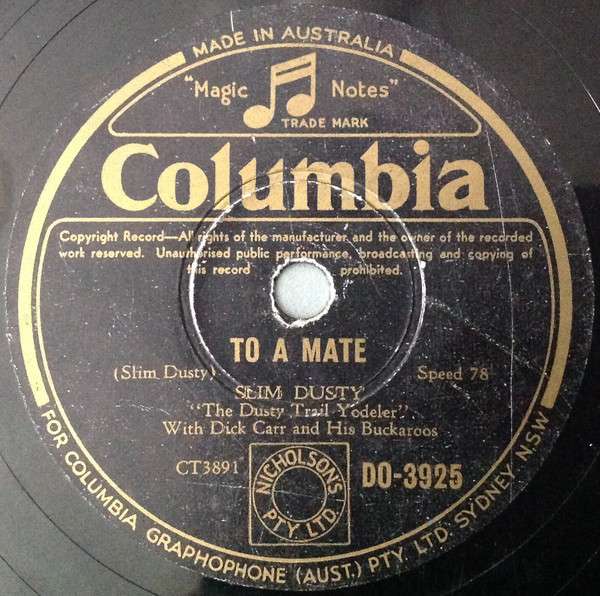 MADE IN AUSTRALIA
"Magic Notes"
TRADE MARK
Columbia
Copyright Record—All rights of the manufacturer and the owner of the recorded
work reserved. Unauthorised public performance, broadcasting and copying of
this record prohibited.
TO A MATE
(Slim Dusty) Speed 78
SLIM DUSTY
"The Dusty Trail Yodeler"
With Dick Carr and His Buckaroos
CT3891 NICHOLSON'S PTY. LTD. DO-3925
FOR COLUMBIA GRAPHOPHONE (AUST.) PTY. LTD. SYDNEY N.S.W.